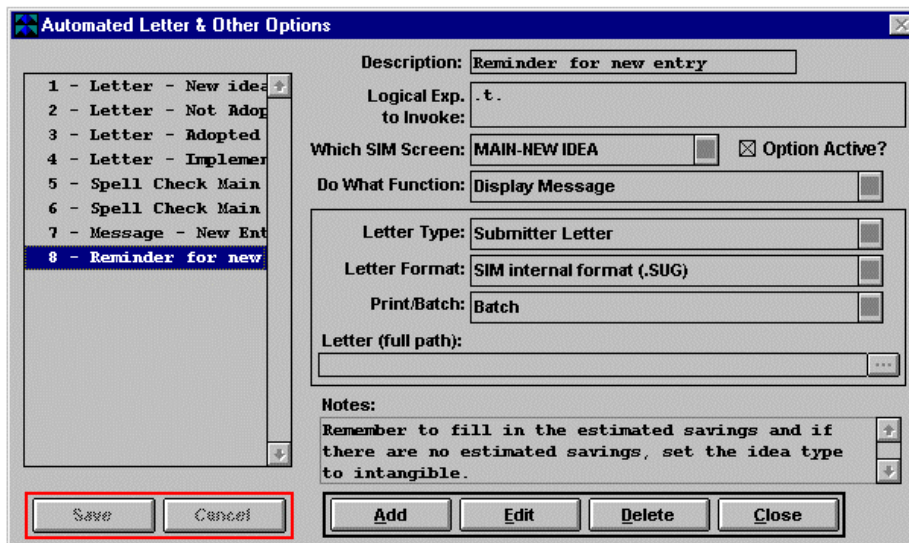 Automated Letter & Other Options
1 - Letter - New idea
2 - Letter - Not Adop
3 - Letter - Adopted
4 - Letter - Implemen
5 - Spell Check Main
6 - Spell Check Main
7 - Message - New Ent
8 - Reminder for new
Description: Reminder for new entry
Logical Exp. to Invoke: .t.
Which SIM Screen: MAIN-NEW IDEA Option Active?
Do What Function: Display Message
Letter Type: Submitter Letter
Letter Format: SIM internal format (.SUG)
Print/Batch: Batch
Letter (full path):
...
Notes:
Remember to fill in the estimated savings and if
there are no estimated savings, set the idea type
to intangible.
Save Cancel Add Edit Delete Close